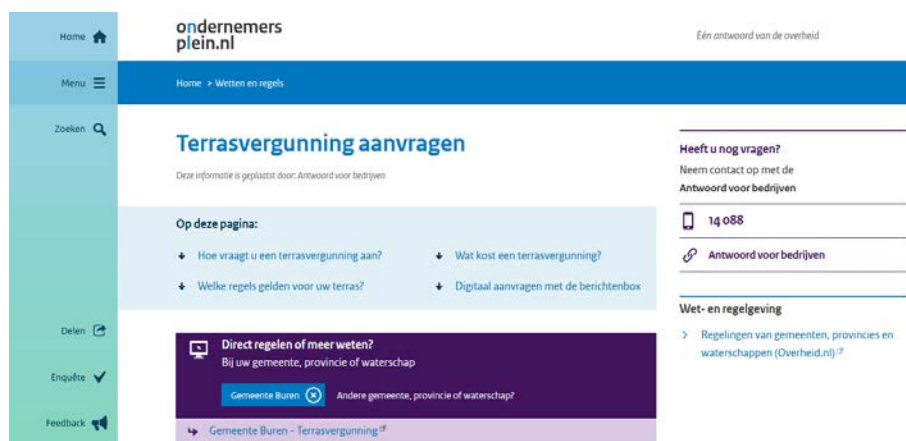 Home
Menu
Zoeken
Delen
Enquête
Feedback
ondernemers
plein.nl
Eén antwoord van de overheid
Home > Wetten en regels
Terrasvergunning aanvragen
Deze informatie is geplaatst door: Antwoord voor bedrijven
Op deze pagina:
Hoe vraagt u een terrasvergunning aan?
Wat kost een terrasvergunning?
Welke regels gelden voor uw terras?
Digitaal aanvragen met de berichtenbox
Direct regelen of meer weten?
Bij uw gemeente, provincie of waterschap
Gemeente Buren
Andere gemeente, provincie of waterschap?
Gemeente Buren - Terrasvergunning
Heeft u nog vragen?
Neem contact op met de
Antwoord voor bedrijven
14 088
Antwoord voor bedrijven
Wet- en regelgeving
Regelingen van gemeenten, provincies en
waterschappen (Overheid.nl)